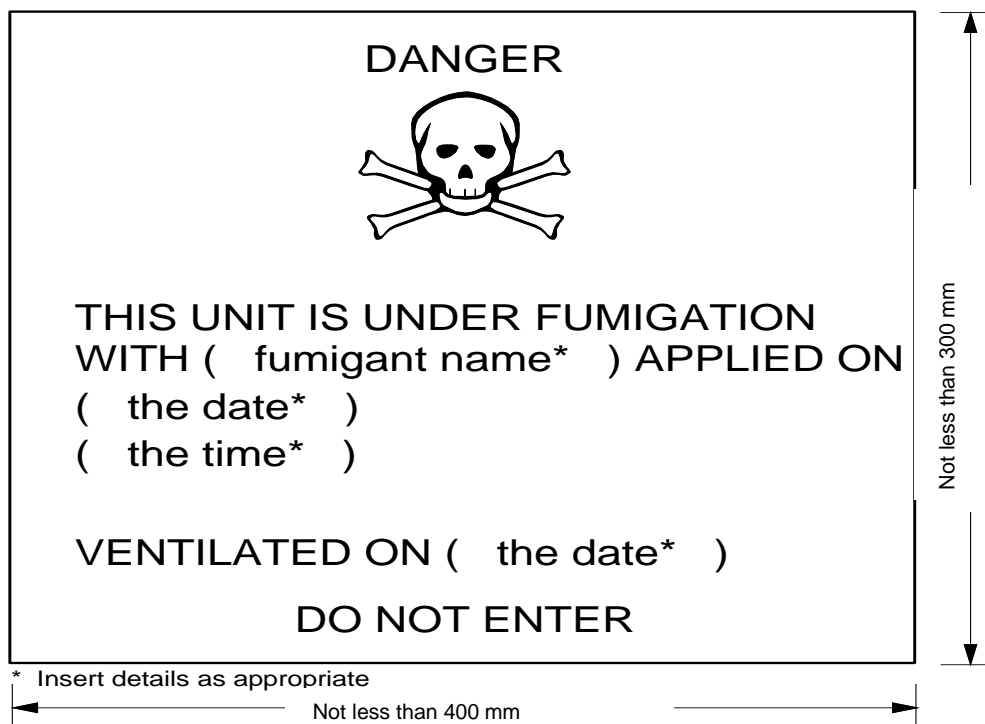 DANGER
THIS UNIT IS UNDER FUMIGATION
WITH ( fumigant name* ) APPLIED ON
( the date* )
( the time* )
VENTILATED ON ( the date* )
DO NOT ENTER
* Insert details as appropriate
Not less than 400 mm
Not less than 300 mm